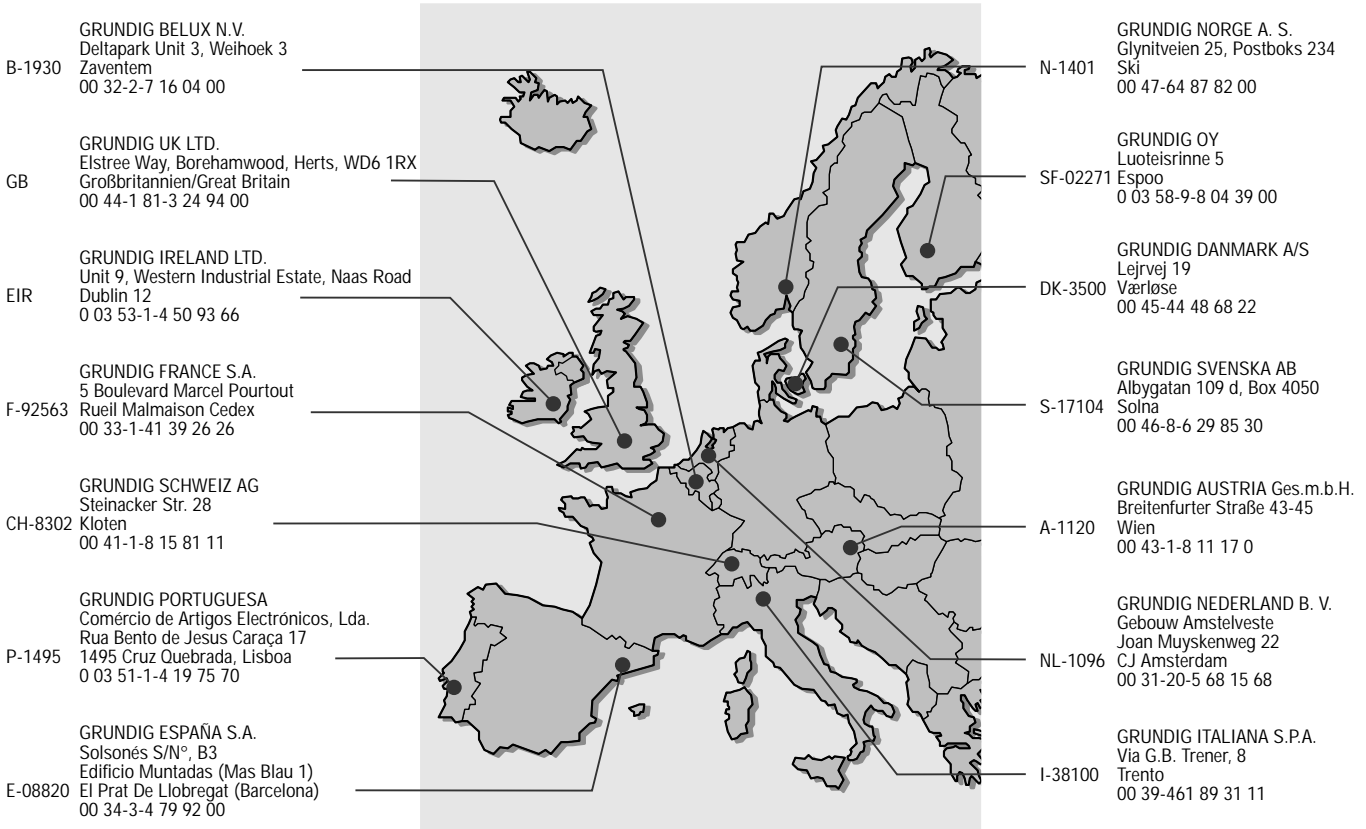 GRUNDIG BELUX N.V.
Deltapark Unit 3, Weihoek 3
B-1930 Zaventem
00 32-2-7 16 04 00
GRUNDIG UK LTD.
Elstree Way, Borehamwood, Herts, WD6 1RX
GB Großbritannien/Great Britain
00 44-1 81-3 24 94 00
GRUNDIG IRELAND LTD.
Unit 9, Western Industrial Estate, Naas Road
EIR Dublin 12
0 03 53-1-4 50 93 66
GRUNDIG FRANCE S.A.
5 Boulevard Marcel Pourtout
F-92563 Rueil Malmaison Cedex
00 33-1-41 39 26 26
GRUNDIG SCHWEIZ AG
Steinacker Str. 28
CH-8302 Kloten
00 41-1-8 15 81 11
GRUNDIG PORTUGUESA
Comércio de Artigos Electrónicos, Lda.
Rua Bento de Jesus Caraça 17
P-1495 1495 Cruz Quebrada, Lisboa
0 03 51-1-4 19 75 70
GRUNDIG ESPAÑA S.A.
Solsonés S/N°, B3
Edificio Muntadas (Mas Blau 1)
E-08820 El Prat De Llobregat (Barcelona)
00 34-3-4 79 92 00
GRUNDIG NORGE A. S.
Glynitveien 25, Postboks 234
N-1401 Ski
00 47-64 87 82 00
GRUNDIG OY
Luoteisrinne 5
SF-02271 Espoo
0 03 58-9-8 04 39 00
GRUNDIG DANMARK A/S
Lejrvej 19
DK-3500 Værløse
00 45-44 48 68 22
GRUNDIG SVENSKA AB
Albygatan 109 d, Box 4050
S-17104 Solna
00 46-8-6 29 85 30
GRUNDIG AUSTRIA Ges.m.b.H.
Breitenfurter Straße 43-45
A-1120 Wien
00 43-1-8 11 17 0
GRUNDIG NEDERLAND B. V.
Gebouw Amstelveste
Joan Muyskenweg 22
NL-1096 CJ Amsterdam
00 31-20-5 68 15 68
GRUNDIG ITALIANA S.P.A.
Via G.B. Trener, 8
I-38100 Trento
00 39-461 89 31 11